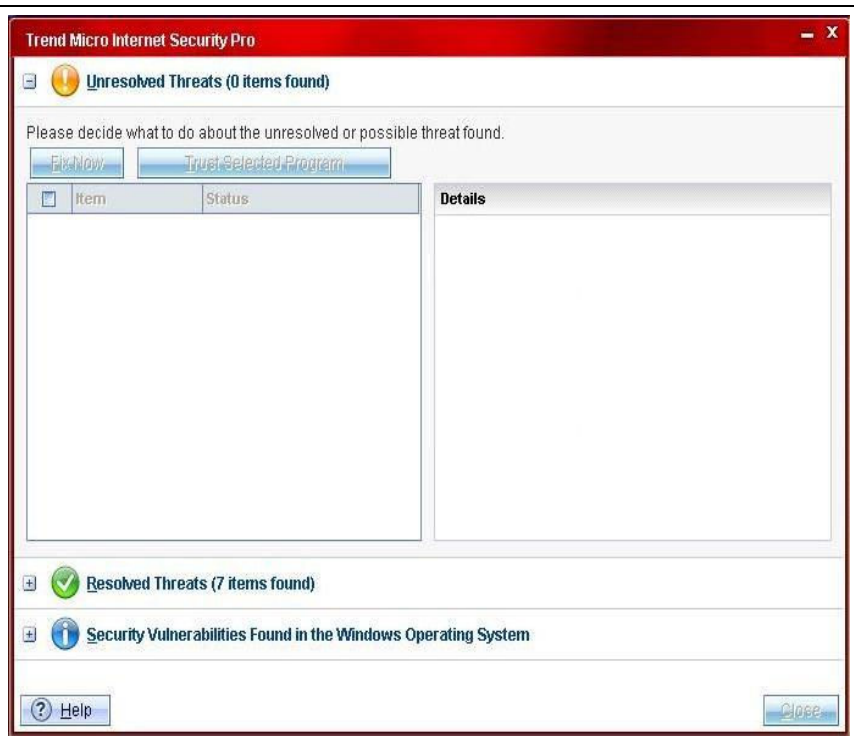 Trend Micro Internet Security Pro
Unresolved Threats (0 items found)
Please decide what to do about the unresolved or possible threat found.
Fix Now
Trust Selected Program
Item
Status
Details
Resolved Threats (7 items found)
Security Vulnerabilities Found in the Windows Operating System
Help
Close